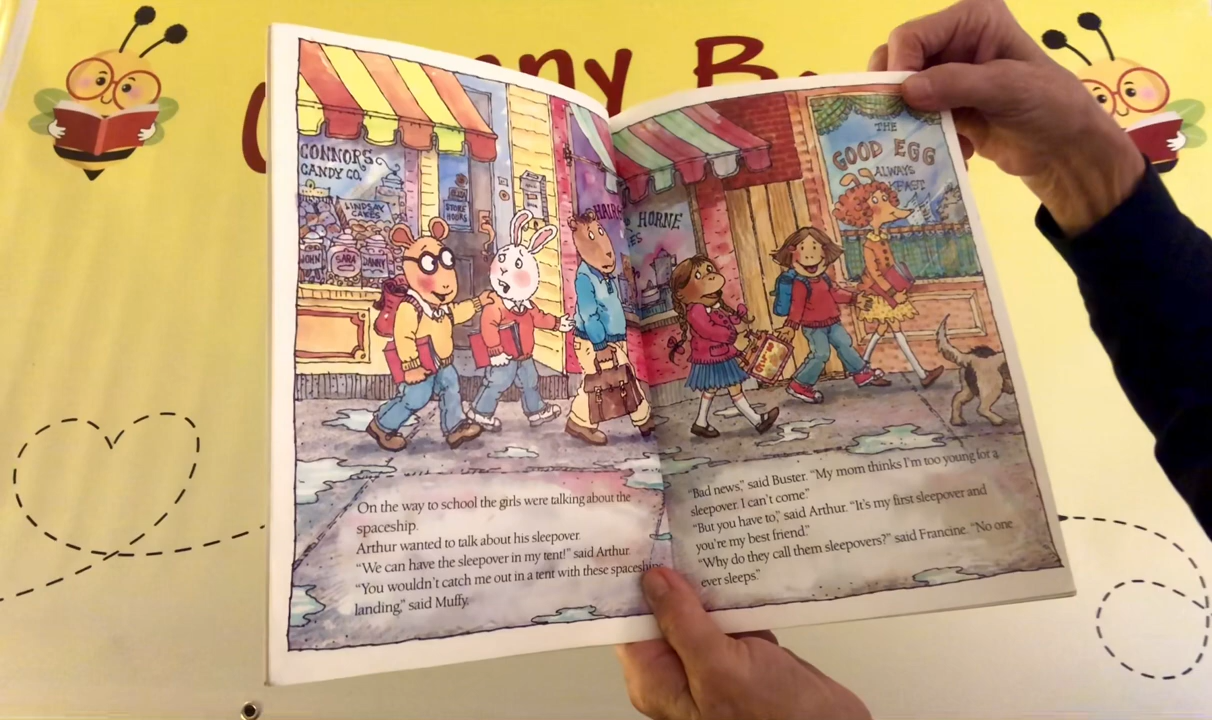 nny B
CONNORS
CANDY CO.
LINDSAY
CAKES
STORE
HOURS
JOHN
SARA
DANNY
HAIR
HORNE
THE
GOOD EGG
ALWAYS
On the way to school the girls were talking about the
spaceship.
Arthur wanted to talk about his sleepover.
"We can have the sleepover in my tent!" said Arthur.
"You wouldn't catch me out in a tent with these spaceships
landing," said Muffy.
"Bad news," said Buster. "My mom thinks I'm too young for a
sleepover. I can't come."
"But you have to," said Arthur. "It's my first sleepover and
you're my best friend."
"Why do they call them sleepovers?" said Francine. "No one
ever sleeps."